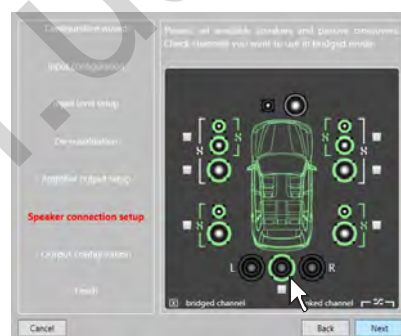 Configuration wizard
Input configuration
Input level setup
De-equalization
Amplifier output setup
Speaker connection setup
Output configuration
Finish
Please, set available speakers and passive crossovers.
Check channels you want to use in bridged mode.
L R
bridged channel linked channel
Cancel Back Next